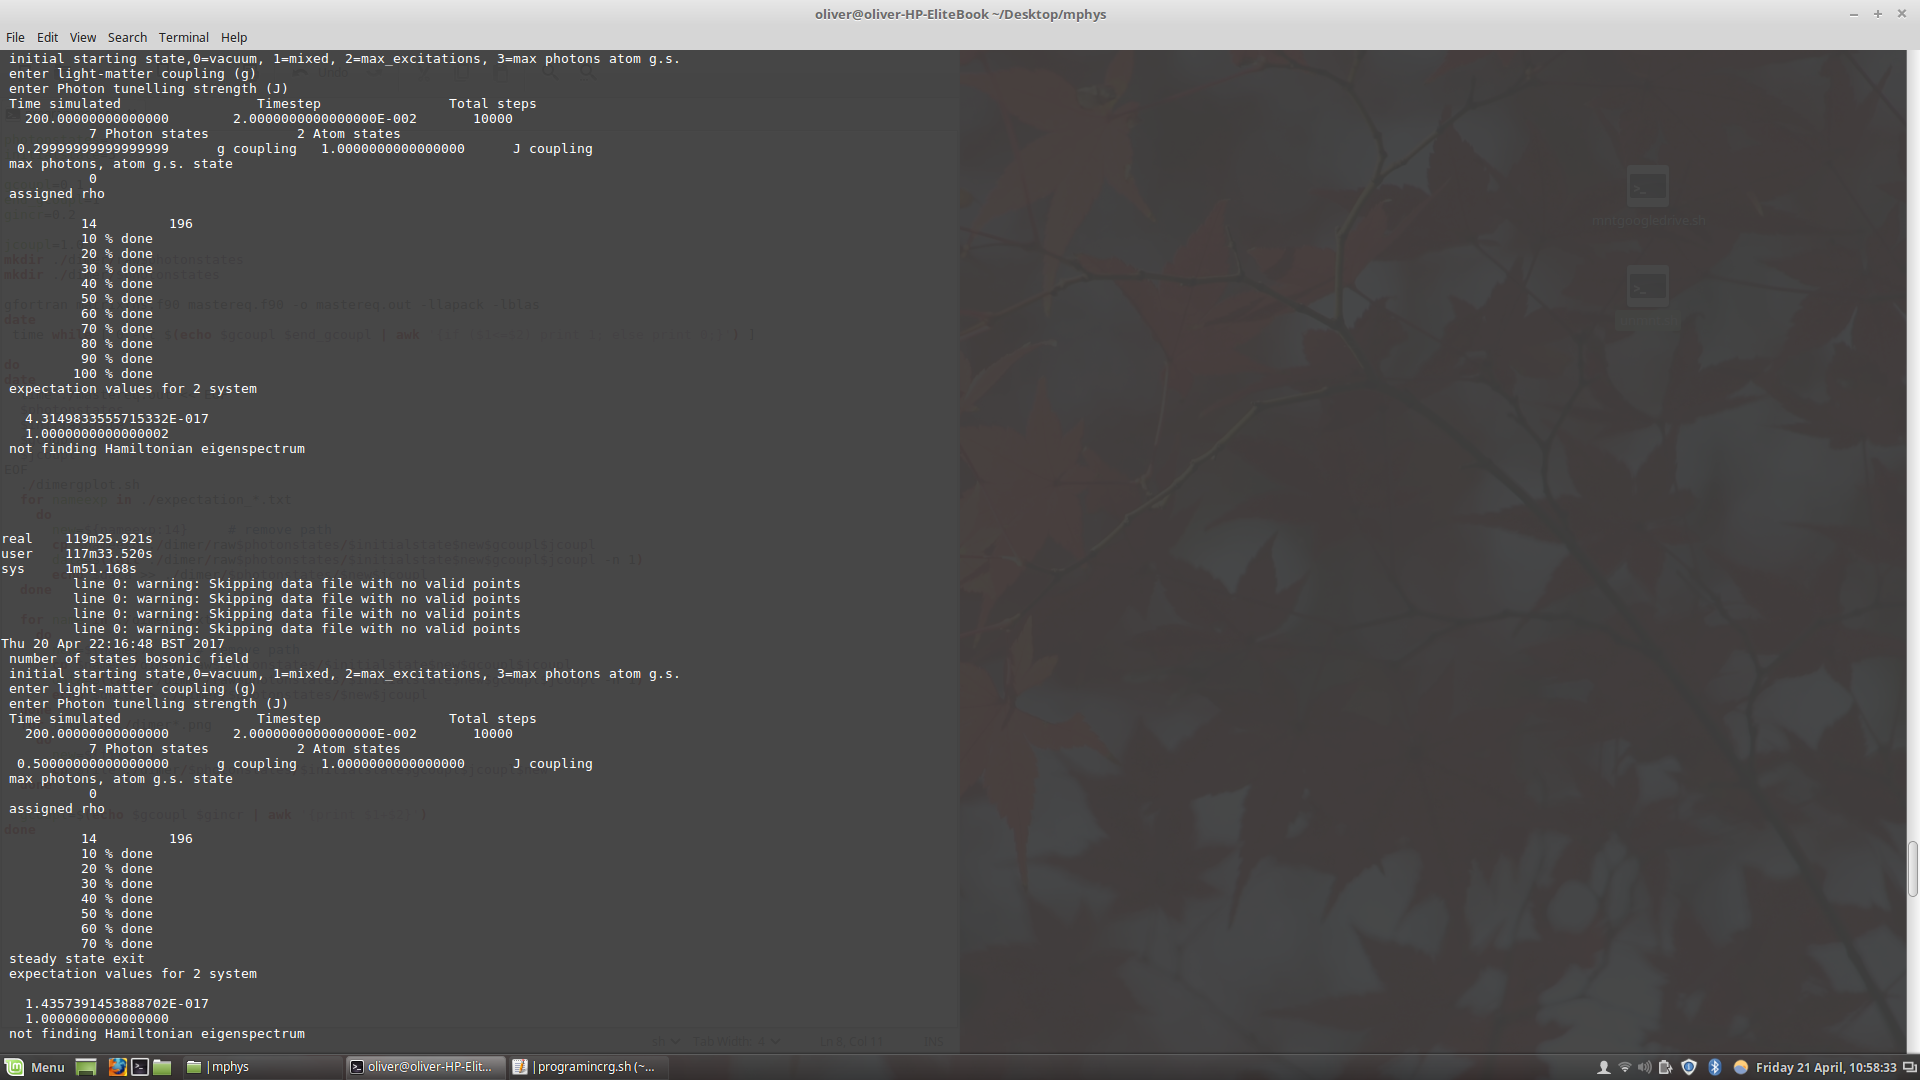 oliver@oliver-HP-EliteBook ~/Desktop/mphys
File Edit View Search Terminal Help
initial starting state,0=vacuum, 1=mixed, 2=max_excitations, 3=max photons atom g.s.
enter light-matter coupling (g)
enter Photon tunelling strength (J)
Time simulated Timestep Total steps
200.00000000000000 2.0000000000000000E-002 10000
7 Photon states 2 Atom states
0.29999999999999999 g coupling 1.0000000000000000 J coupling
max photons, atom g.s. state
0
assigned rho
14 196
10 % done
20 % done
30 % done
40 % done
50 % done
60 % done
70 % done
80 % done
90 % done
100 % done
expectation values for 2 system
4.3149833555715332E-017
1.0000000000000002
not finding Hamiltonian eigenspectrum
real 119m25.921s
user 117m33.520s
sys 1m51.168s
line 0: warning: Skipping data file with no valid points
line 0: warning: Skipping data file with no valid points
line 0: warning: Skipping data file with no valid points
line 0: warning: Skipping data file with no valid points
Thu 20 Apr 22:16:48 BST 2017
number of states bosonic field
initial starting state,0=vacuum, 1=mixed, 2=max_excitations, 3=max photons atom g.s.
enter light-matter coupling (g)
enter Photon tunelling strength (J)
Time simulated Timestep Total steps
200.00000000000000 2.0000000000000000E-002 10000
7 Photon states 2 Atom states
0.50000000000000000 g coupling 1.0000000000000000 J coupling
max photons, atom g.s. state
0
assigned rho
14 196
10 % done
20 % done
30 % done
40 % done
50 % done
60 % done
70 % done
steady state exit
expectation values for 2 system
1.4357391453888702E-017
1.0000000000000000
not finding Hamiltonian eigenspectrum
Menu mphys oliver@oliver-HP-Elit... programincrg.sh (~... Friday 21 April, 10:58:33